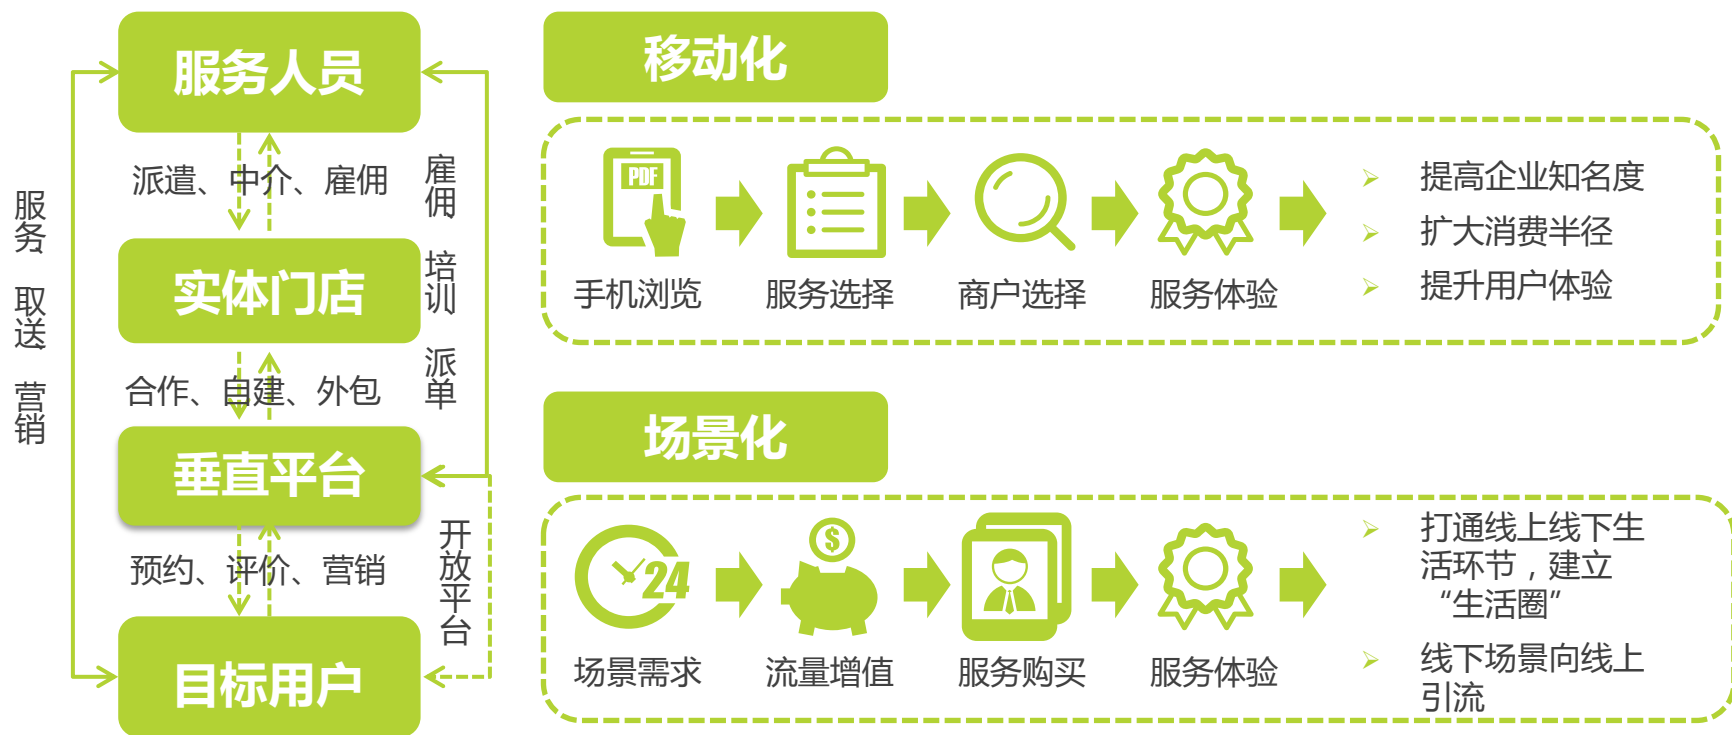 服务人员
派遣、中介、雇佣
实体门店
合作、自建、外包
垂直平台
预约、评价、营销
目标用户
服务、取送、营销
雇佣、培训、派单
开放平台
移动化
PDF
手机浏览
服务选择
商户选择
服务体验
提高企业知名度
扩大消费半径
提升用户体验
场景化
24
$
场景需求
流量增值
服务购买
服务体验
打通线上线下生
活环节，建立
“生活圈”
线下场景向线上
引流